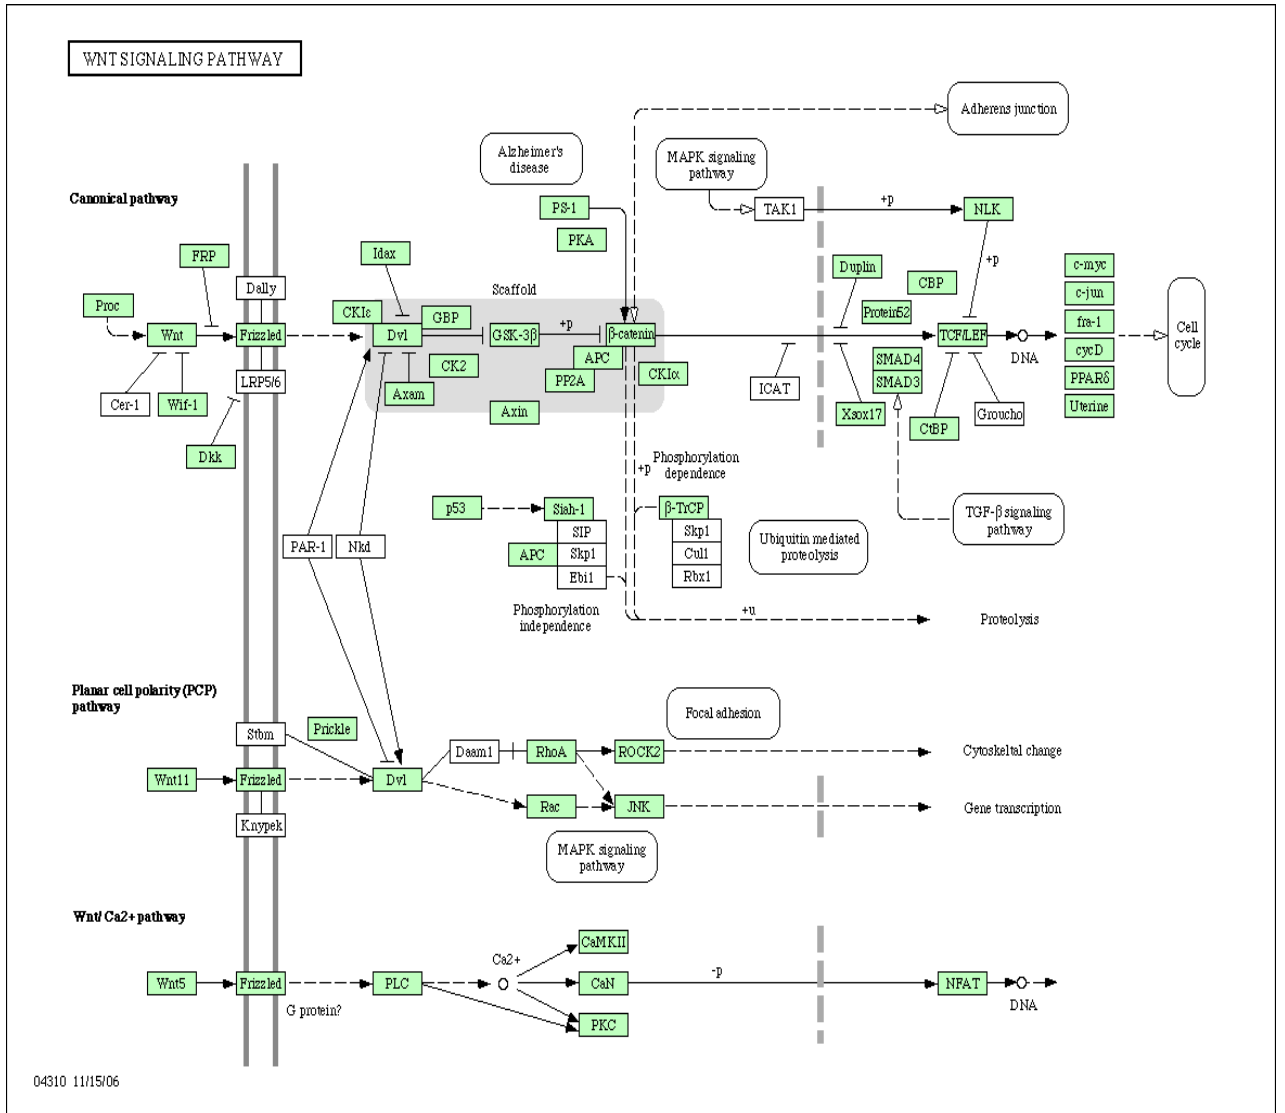 WNT SIGNALING PATHWAY
Adherens junction
Alzheimer's
disease
MAPK signaling
pathway
Canonical pathway
PS-1
TAK1
+p
NLK
PKA
FRP
Idax
Duplin
CBP
+p
c-myc
Dally
Scaffold
c-jun
Proc
CKIε
GBP
Protein52
fra-1
Wnt
Frizzled
Dvl
GSK-3β
+p
β-catenin
TCF/LEF
DNA
Cell
cycle
cycD
APC
SMAD4
CK2
LRP5/6
PP2A
CKIα
SMAD3
PPARδ
ICAT
Axam
Cer-1
Wif-1
Axin
Xsox17
Groucho
Uterine
CtBP
Dkk
+p
Phosphorylation
dependence
p53
Siah-1
β-TrCP
TGF-β signaling
pathway
SIP
Skp1
Ubiquitin mediated
proteolysis
PAR-1
Nkd
APC
Skp1
Cul1
Ebi1
Rbx1
Phosphorylation
independence
+u
Proteolysis
Planar cell polarity (PCP)
pathway
Focal adhesion
Stbm
Prickle
Daam1
RhoA
ROCK2
Cytoskeltal change
Wnt11
Frizzled
Dvl
Rac
JNK
Gene transcription
Knypek
MAPK signaling
pathway
Wnt/ Ca2+ pathway
CaMKII
Ca2+
Wnt5
Frizzled
PLC
CaN
-p
NFAT
DNA
G protein?
PKC
04310 11/15/06